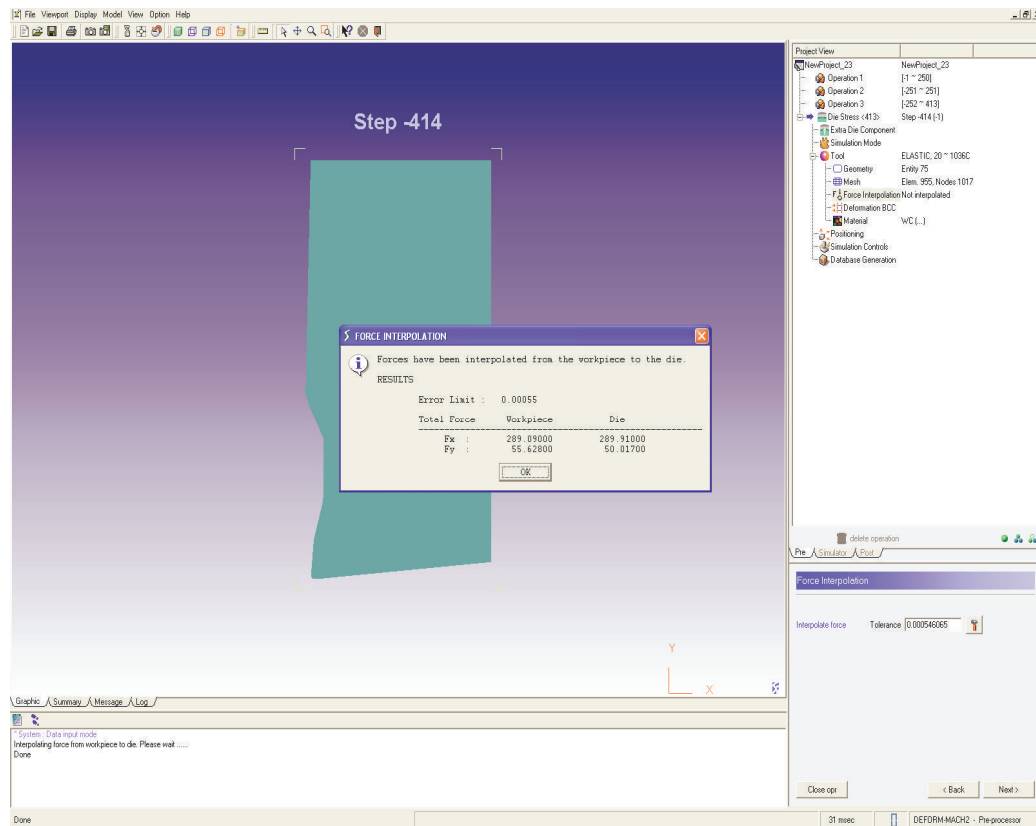 File Viewport Display Model View Option Help
Step -414
Project View
NewProject_23 NewProject_23
Operation 1 [-1 ~ 250]
Operation 2 [-251 ~ 251]
Operation 3 [-252 ~ 413]
Die Stress <413> Step -414 (-1)
Extra Die Component
Simulation Mode
Tool ELASTIC, 20 ~ 1036C
Geometry Entity 75
Mesh Elem. 955, Nodes 1017
Force Interpolation Not interpolated
Deformation BCC
Material WC (...)
Positioning
Simulation Controls
Database Generation
FORCE INTERPOLATION
Forces have been interpolated from the workpiece to the die.
RESULTS
Error Limit : 0.00055
Total Force Workpiece Die
Fx : 289.09000 289.91000
Fy : 55.62800 50.01700
OK
delete operation
Pre Simulator Post
Force Interpolation
Interpolate force Tolerance 0.000546065
Y
X
Graphic Summary Message Log
* System : Data input mode
Interpolating force from workpiece to die. Please wait ......
Done
Close opr < Back Next >
Done 31 msec DEFORM-MACH2 - Pre-processor